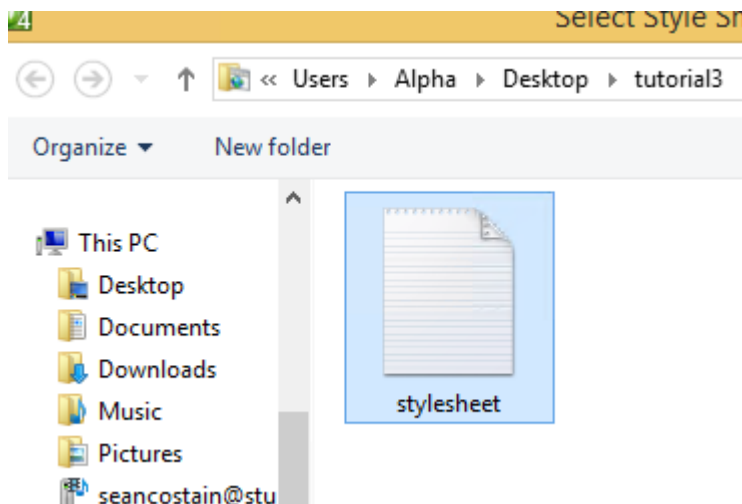 4 Select Style Sh
« Users Alpha Desktop tutorial3
Organize New folder
This PC
Desktop
Documents
Downloads
Music
Pictures
seancostain@stu
stylesheet